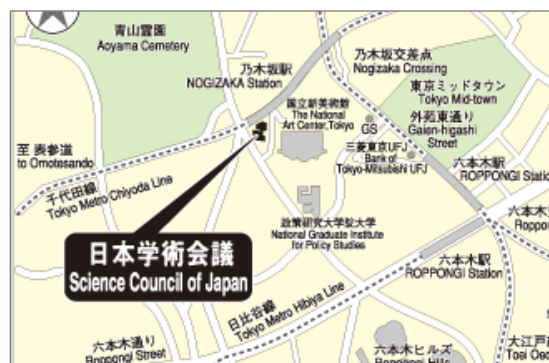 青山霊園
Aoyama Cemetery
乃木坂駅
NOGIZAKA Station
乃木坂交差点
Nogizaka Crossing
国立新美術館
The National
Art Center,Tokyo
東京ミッドタウン
Tokyo Mid-town
GS
外苑東通り
Gaien-higashi
Street
三菱東京UFJ
Bank of
Tokyo-Mitsubishi UFJ
至 表参道
to Omotesando
千代田線
Tokyo Metro Chiyoda Line
六本木駅
ROPPONGI
政策研究大学院大学
National Graduate Institute
for Policy Studies
日本学術会議
Science Council of Japan
六本木駅
ROPPONGI Station
日比谷線
Tokyo Metro Hibiya Line
六本木通り
Roppongi Street
六本木ヒルズ
Roppongi Hills
大江戸
Toei